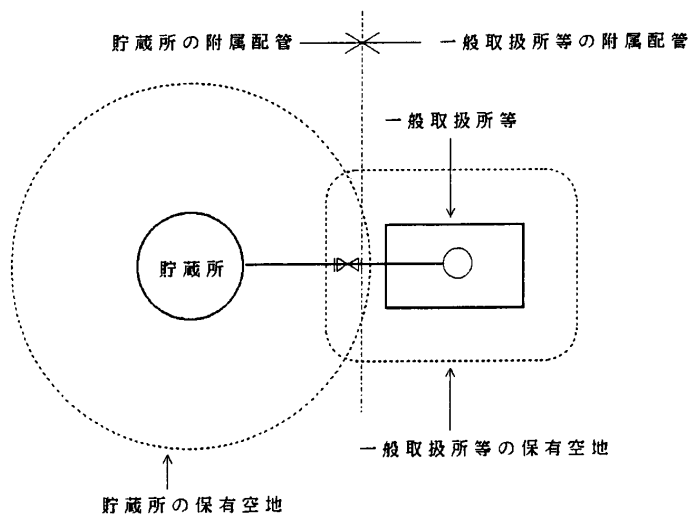 貯蔵所の附属配管
一般取扱所等の附属配管
一般取扱所等
貯蔵所
一般取扱所等の保有空地
貯蔵所の保有空地